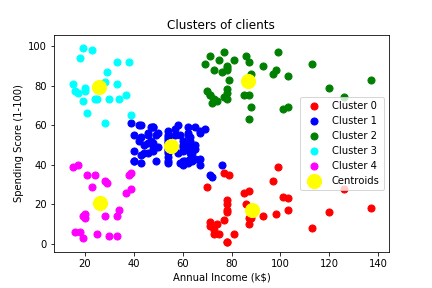 Clusters of clients
Spending Score (1-100)
100
80
60
40
20
0
Cluster 0
Cluster 1
Cluster 2
Cluster 3
Cluster 4
Centroids
20
40
60
80
100
120
140
Annual Income (k$)